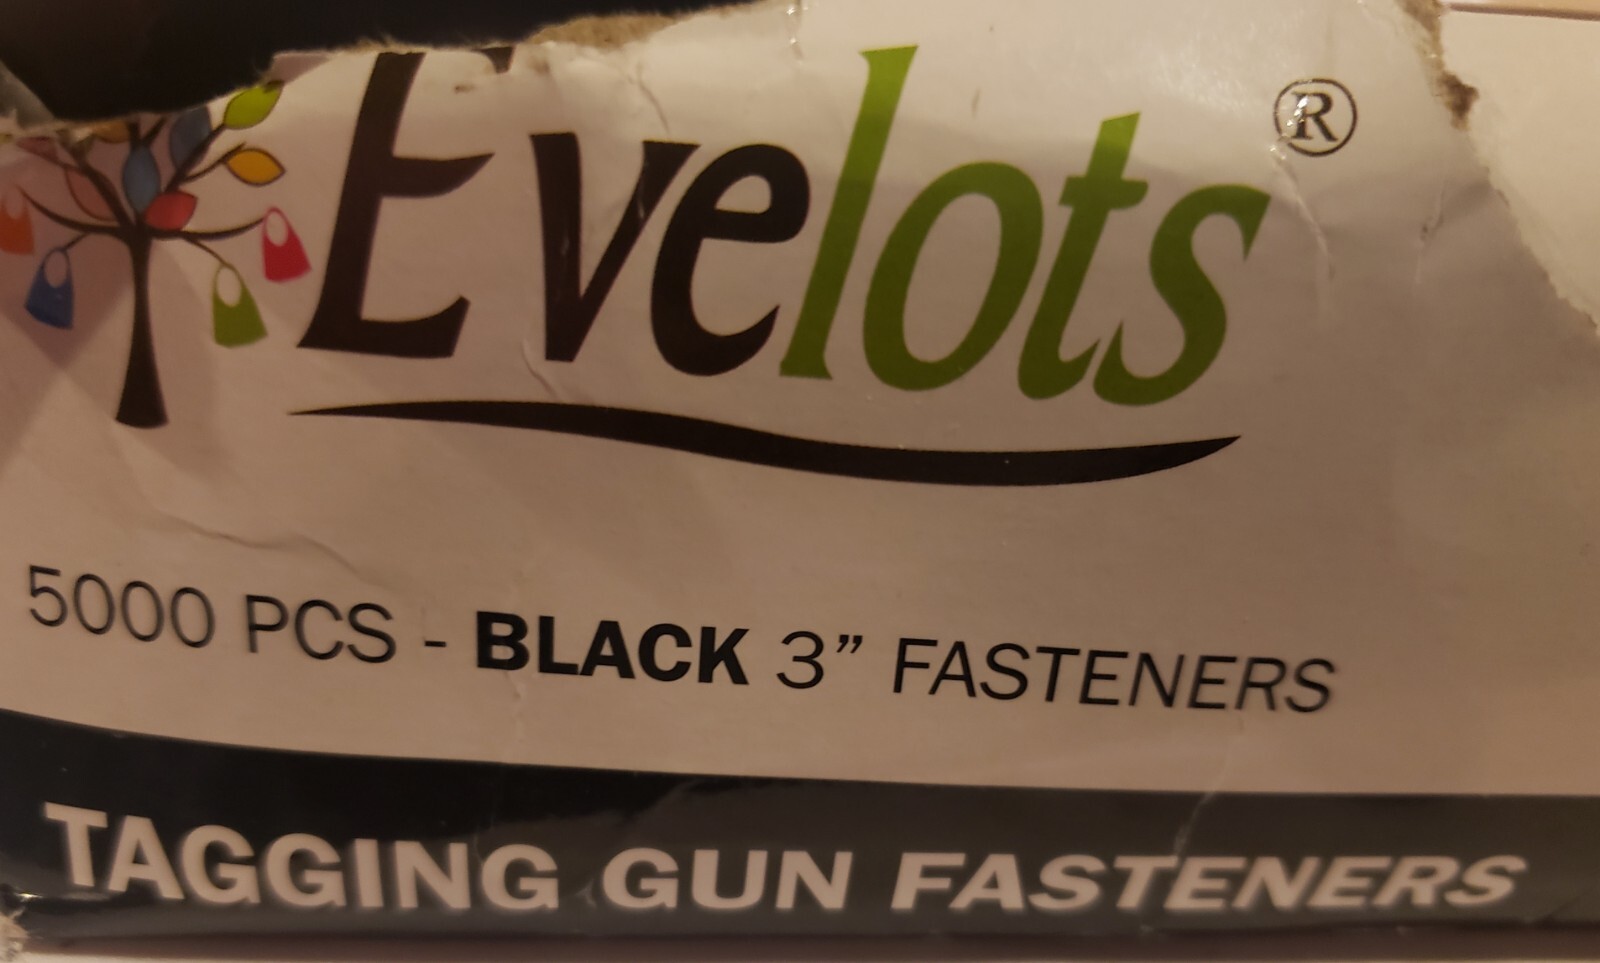 Evelots®
5000 PCS - BLACK 3” FASTENERS
TAGGING GUN FASTENERS